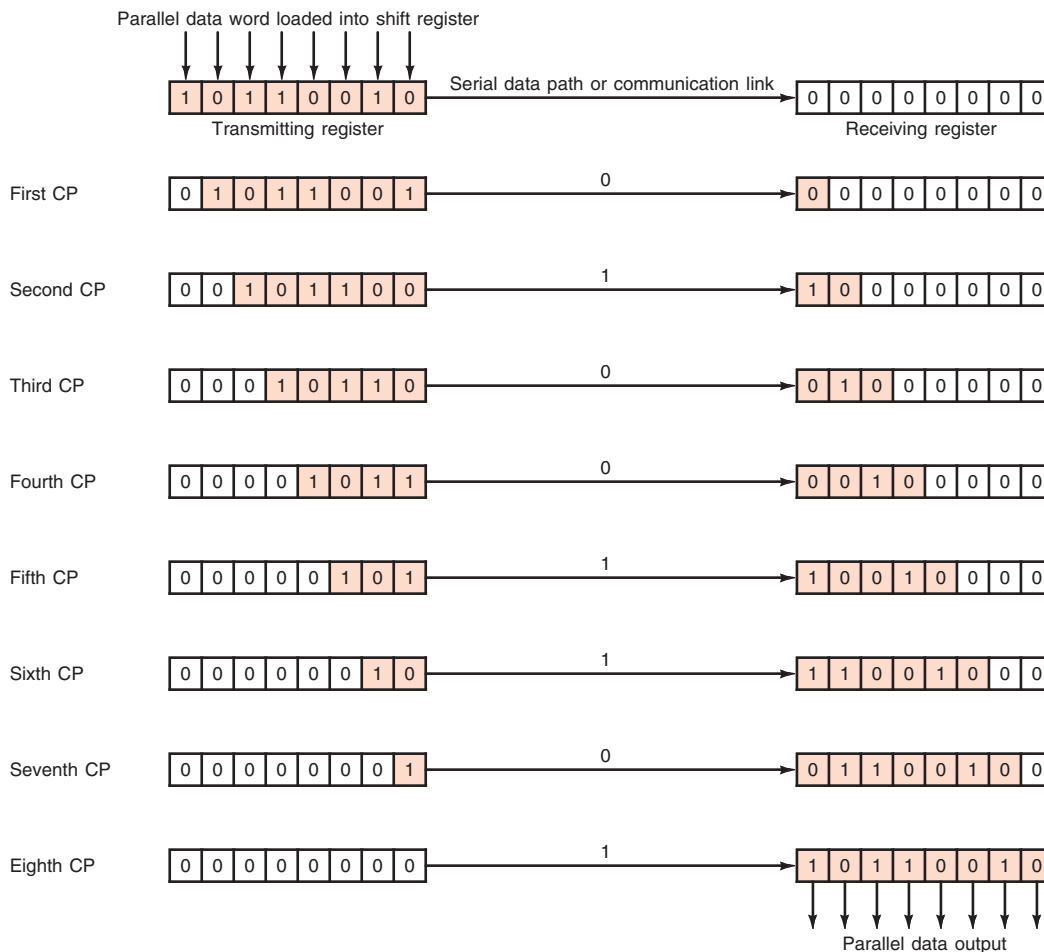 Parallel data word loaded into shift register
1 0 1 1 0 0 1 0 Serial data path or communication link 0 0 0 0 0 0 0 0
Transmitting register Receiving register
First CP 0 1 0 1 1 0 0 1 0 0 0 0 0 0 0 0 0
Second CP 0 0 1 0 1 1 0 0 1 1 0 0 0 0 0 0 0
Third CP 0 0 0 1 0 1 1 0 0 0 1 0 0 0 0 0 0
Fourth CP 0 0 0 0 1 0 1 1 0 0 0 1 0 0 0 0 0
Fifth CP 0 0 0 0 0 1 0 1 1 1 0 0 1 0 0 0 0
Sixth CP 0 0 0 0 0 0 1 0 1 1 1 0 0 1 0 0 0
Seventh CP 0 0 0 0 0 0 0 1 0 0 1 1 0 0 1 0 0
Eighth CP 0 0 0 0 0 0 0 0 1 1 0 1 1 0 0 1 0
Parallel data output